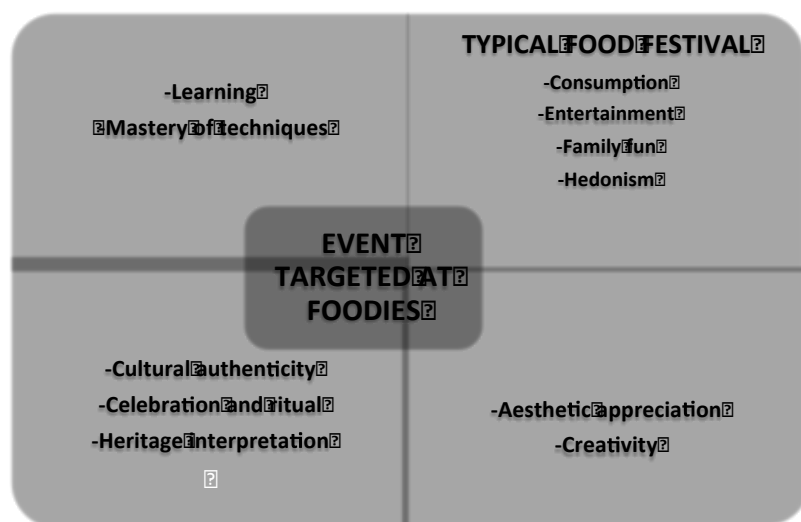 -Learning
-Mastery of techniques
TYPICAL FOOD FESTIVAL
-Consumption
-Entertainment
-Family fun
-Hedonism
EVENT
TARGETED AT
FOODIES
-Cultural authenticity
-Celebration and ritual
-Heritage interpretation
-Aesthetic appreciation
-Creativity